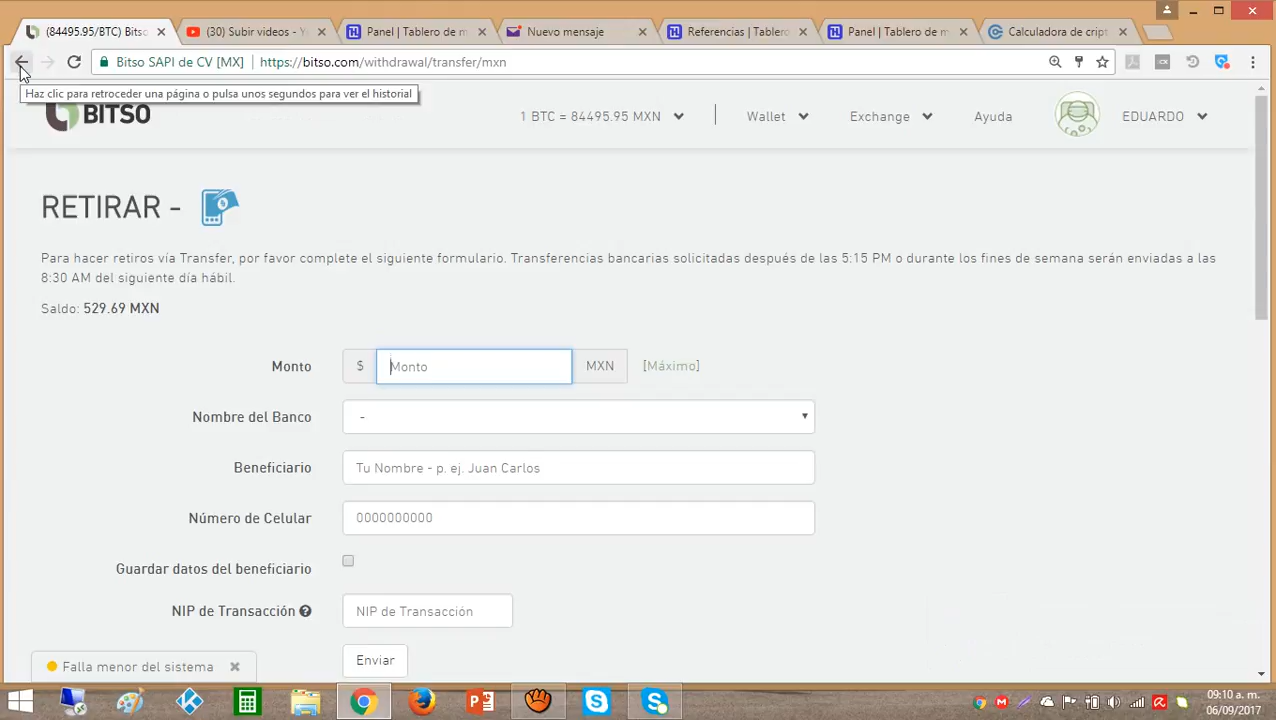 (84495.95/BTC) Bitso
(30) Subir videos - Y
Panel | Tablero de m
Nuevo mensaje
Referencias | Tablero
Panel | Tablero de m
Calculadora de cript
Bitso SAPI de CV [MX]
https://bitso.com/withdrawal/transfer/mxn
Haz clic para retroceder una página o pulsa unos segundos para ver el historial
BITSO
1 BTC = 84495.95 MXN
Wallet
Exchange
Ayuda
EDUARDO
RETIRAR -
Para hacer retiros vía Transfer, por favor complete el siguiente formulario. Transferencias bancarias solicitadas después de las 5:15 PM o durante los fines de semana serán enviadas a las
8:30 AM del siguiente día hábil.
Saldo: 529.69 MXN
Monto $ Monto MXN [Máximo]
Nombre del Banco -
Beneficiario Tu Nombre - p. ej. Juan Carlos
Número de Celular 0000000000
Guardar datos del beneficiario
NIP de Transacción NIP de Transacción
Enviar
Falla menor del sistema
09:10 a. m.
06/09/2017